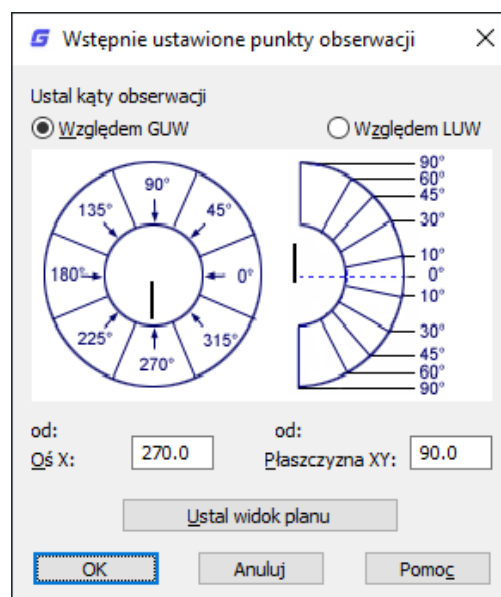 Wstępnie ustawione punkty obserwacji
Ustal kąty obserwacji
Względem GUW
Względem LUW
90°
135°
45°
180°
0°
225°
315°
270°
90°
60°
45°
30°
10°
0°
10°
30°
45°
60°
90°
od:
Oś X:
270.0
od:
Płaszczyzna XY:
90.0
Ustal widok planu
OK
Anuluj
Pomoc